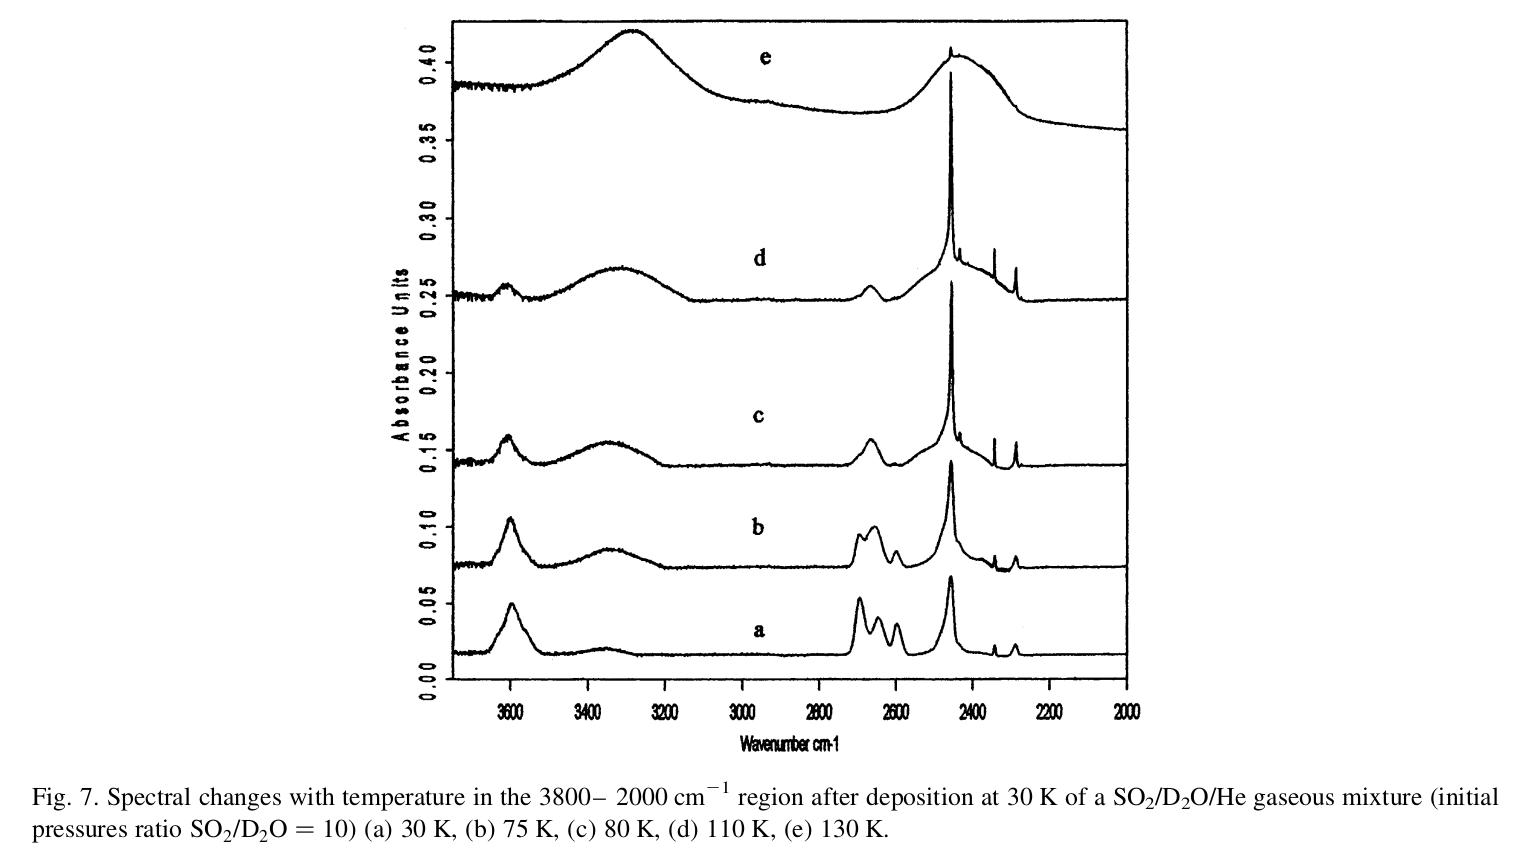 e
d
c
b
a
Absorbance Units
0.40
0.35
0.30
0.25
0.20
0.15
0.10
0.05
0.00
3600 3400 3200 3000 2800 2600 2400 2200 2000
Wavenumber cm-1
Fig. 7. Spectral changes with temperature in the 3800– 2000 cm⁻¹ region after deposition at 30 K of a SO₂/D₂O/He gaseous mixture (initial
pressures ratio SO₂/D₂O = 10) (a) 30 K, (b) 75 K, (c) 80 K, (d) 110 K, (e) 130 K.